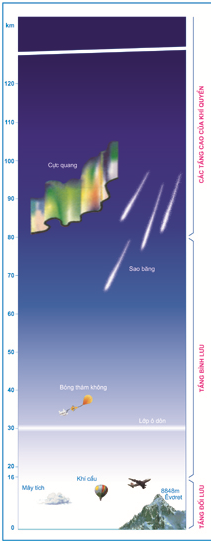 km
120
110
100
90
80
70
60
50
40
30
20
16
0
Cực quang
Sao băng
Bóng thám không
Lớp ô dôn
Mây tích
Khí cầu
8848m
Évơret
CÁC TẦNG CAO CỦA KHÍ QUYỂN
TẦNG BÌNH LƯU
TẦNG ĐỐI LƯU